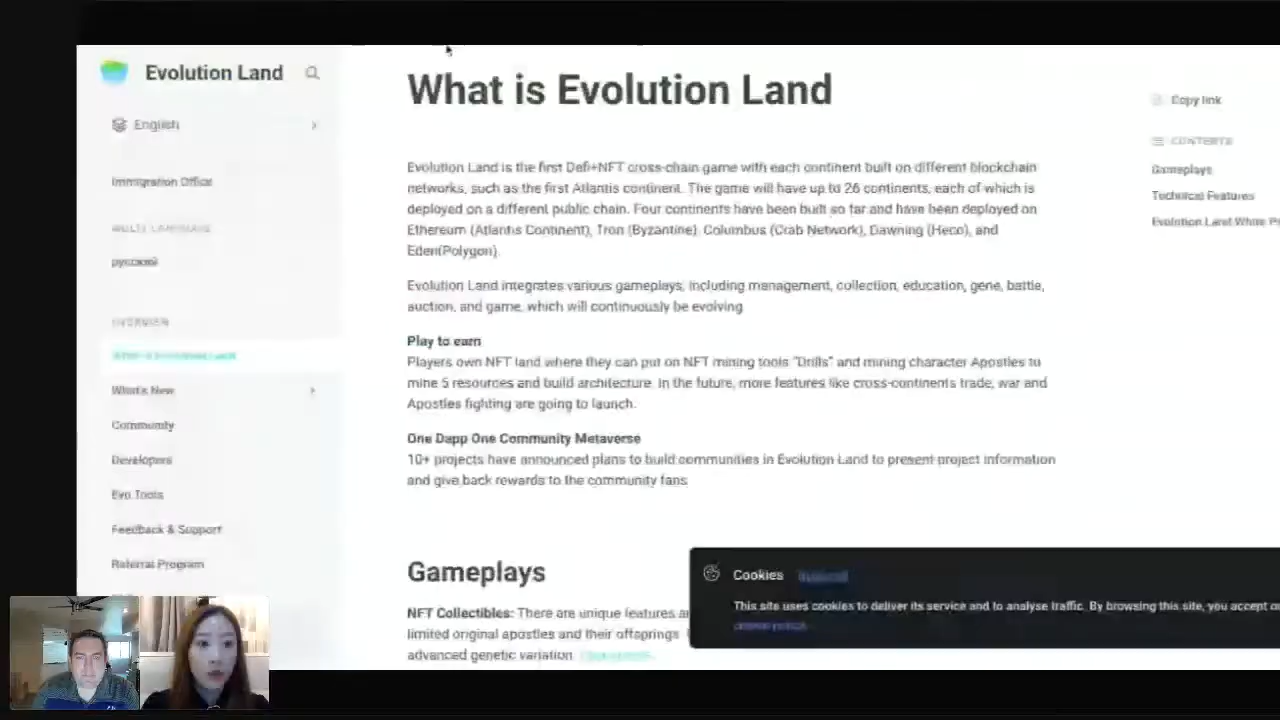 Evolution Land
English
Immigration Office
MULTI LANGUAGE
русский
OVERVIEW
What is Evolution Land
What's New
Community
Developers
Evo Tools
Feedback & Support
Referral Program
What is Evolution Land
Evolution Land is the first Defi+NFT cross-chain game with each continent built on different blockchain
networks, such as the first Atlantis continent. The game will have up to 26 continents, each of which is
deployed on a different public chain. Four continents have been built so far and have been deployed on
Ethereum (Atlantis Continent), Tron (Byzantine), Columbus (Crab Network), Dawning (Heco), and
Eden(Polygon).
Evolution Land integrates various gameplays, including management, collection, education, gene, battle,
auction, and game, which will continuously be evolving
Play to earn
Players own NFT land where they can put on NFT mining tools "Drills" and mining character Apostles to
mine 5 resources and build architecture. In the future, more features like cross-continents trade, war and
Apostles fighting are going to launch.
One Dapp One Community Metaverse
10+ projects have announced plans to build communities in Evolution Land to present project information
and give back rewards to the community fans
Gameplays
NFT Collectibles: There are unique features a
limited original apostles and their offsprings
advanced genetic variation
Copy link
CONTENTS
Gameplays
Technical Features
Evolution Land White P
Cookies
This site uses cookies to deliver its service and to analyse traffic. By browsing this site, you accept